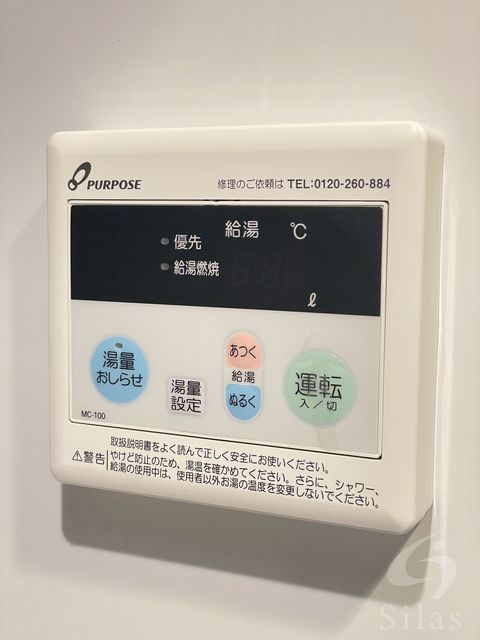 PURPOSE 修理のご依頼は TEL:0120-260-884
給湯 ℃
優先
給湯燃焼
ℓ
湯量
おしらせ
湯量
設定
あつく
給湯
ぬるく
運転
入/切
MC-100
取扱説明書をよく読んで正しく安全にお使いください。
⚠警告 やけど防止のため、湯温を確かめてください。さらに、シャワー、
給湯の使用中は、使用者以外お湯の温度を変更しないでください。
Silas